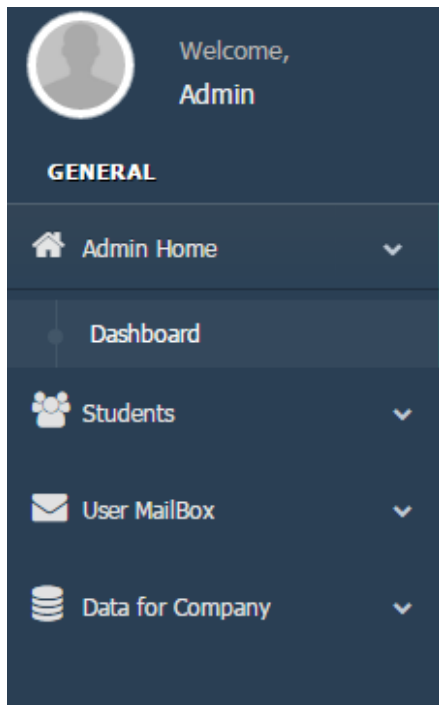 Welcome,
Admin
GENERAL
Admin Home
Dashboard
Students
User MailBox
Data for Company